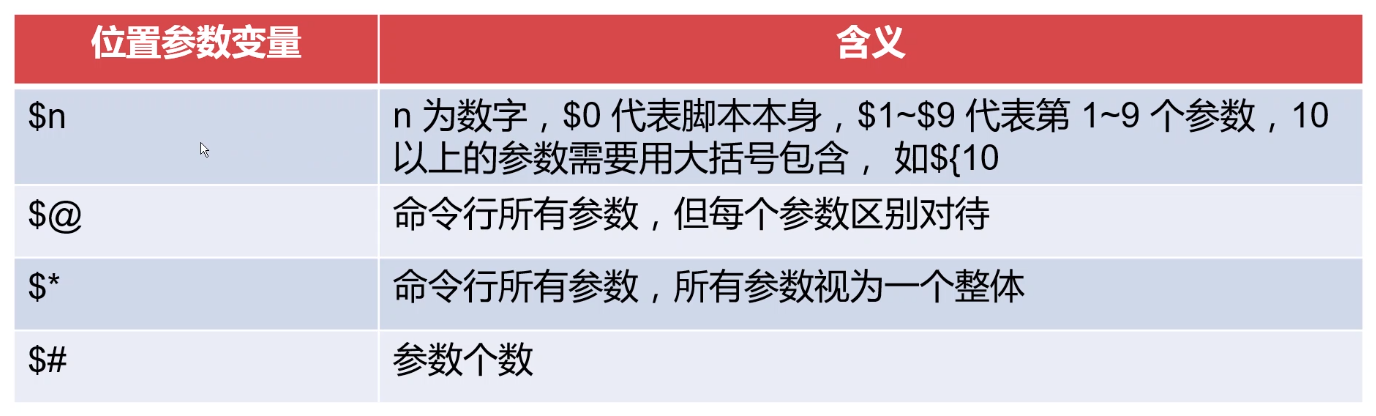 位置参数变量 含义
$n n 为数字，$0 代表脚本本身，$1~$9 代表第 1~9 个参数，10
以上的参数需要用大括号包含， 如${10
$@ 命令行所有参数，但每个参数区别对待
$* 命令行所有参数，所有参数视为一个整体
$# 参数个数